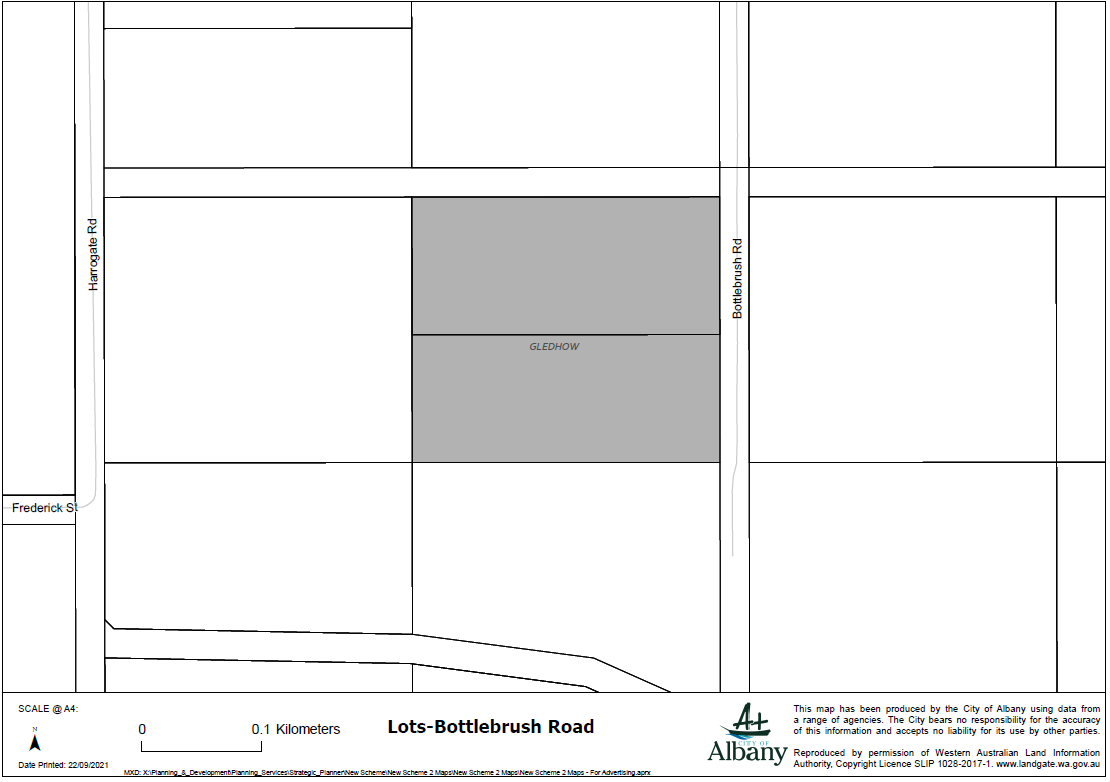 Harrogate Rd
Bottlebrush Rd
GLEDHOW
Frederick St
SCALE @ A4:
N
Date Printed: 22/09/2021
0 0.1 Kilometers
MXD: X:\Planning_&_Development\Planning_Services\Strategic_Planner\New Scheme\New Scheme 2 Maps\New Scheme 2 Maps\New Scheme 2 Maps - For Advertising.aprx
Lots-Bottlebrush Road
CITY OF
Albany
This map has been produced by the City of Albany using data from
a range of agencies. The City bears no responsibility for the accuracy
of this information and accepts no liability for its use by other parties.
Reproduced by permission of Western Australian Land Information
Authority, Copyright Licence SLIP 1028-2017-1. www.landgate.wa.gov.au